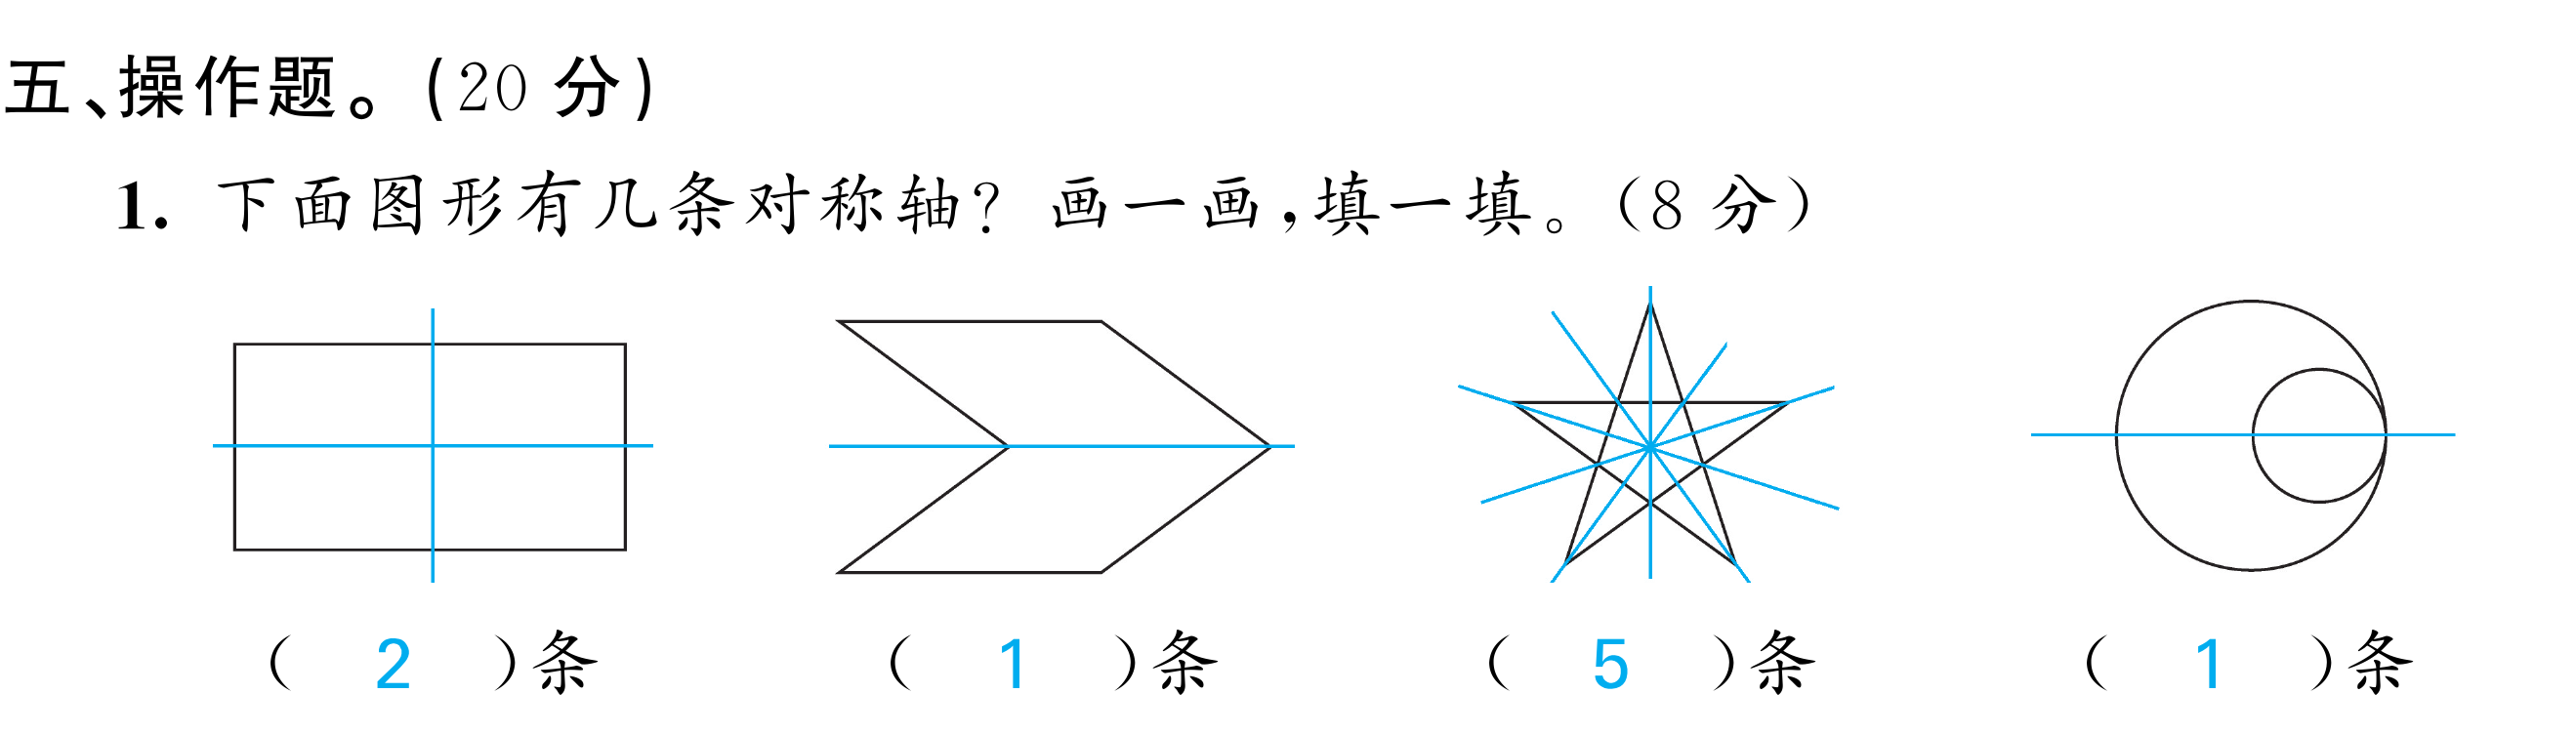 五、操作题。(20 分)
1. 下面图形有几条对称轴？画一画,填一填。(8 分)
( 2 )条 ( 1 )条 ( 5 )条 ( 1 )条